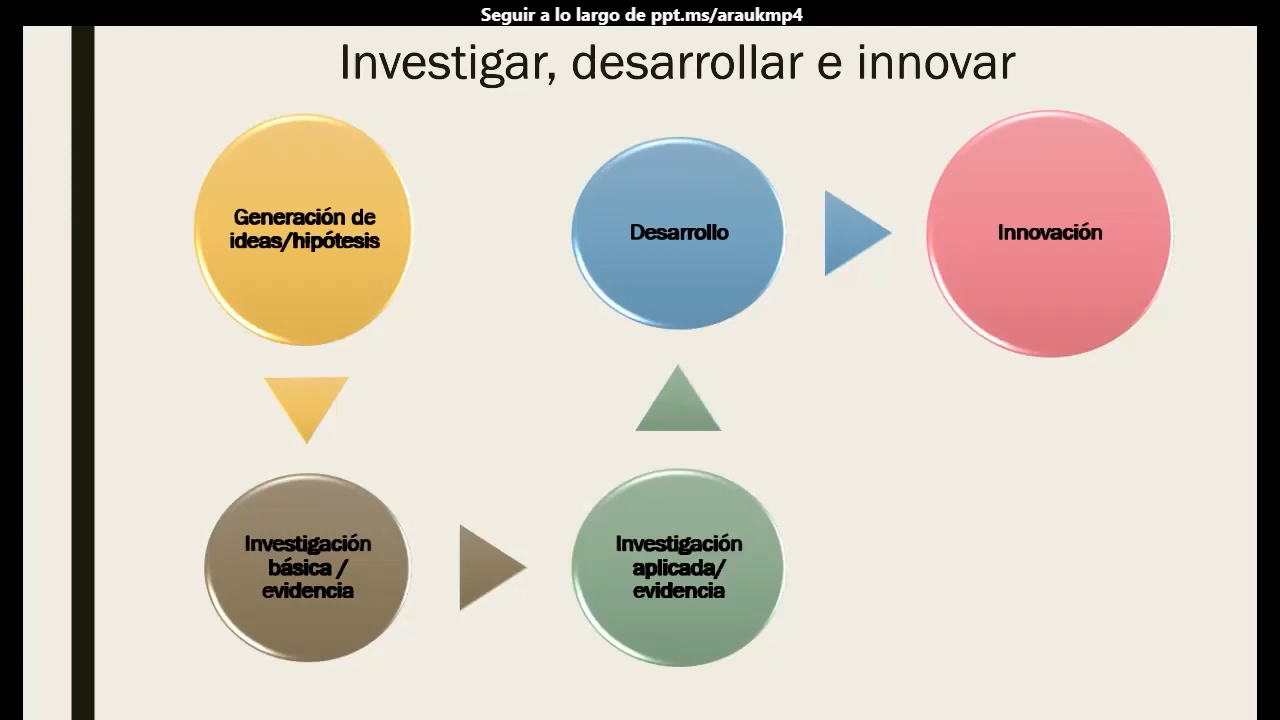 Seguir a lo largo de ppt.ms/araukmp4
Investigar, desarrollar e innovar
Generación de
ideas/hipótesis
Investigación
básica /
evidencia
Investigación
aplicada/
evidencia
Desarrollo
Innovación